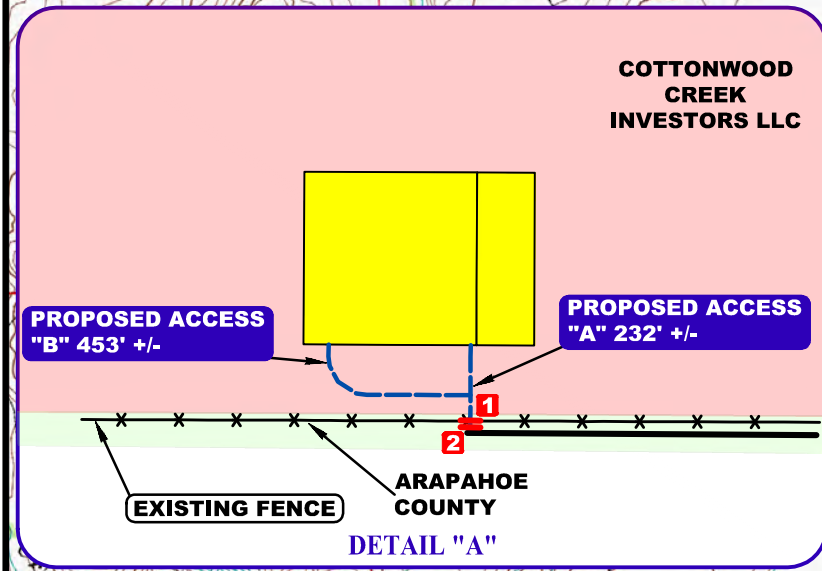 COTTONWOOD
CREEK
INVESTORS LLC
PROPOSED ACCESS
"B" 453' +/-
PROPOSED ACCESS
"A" 232' +/-
1
2
EXISTING FENCE
ARAPAHOE
COUNTY
DETAIL "A"